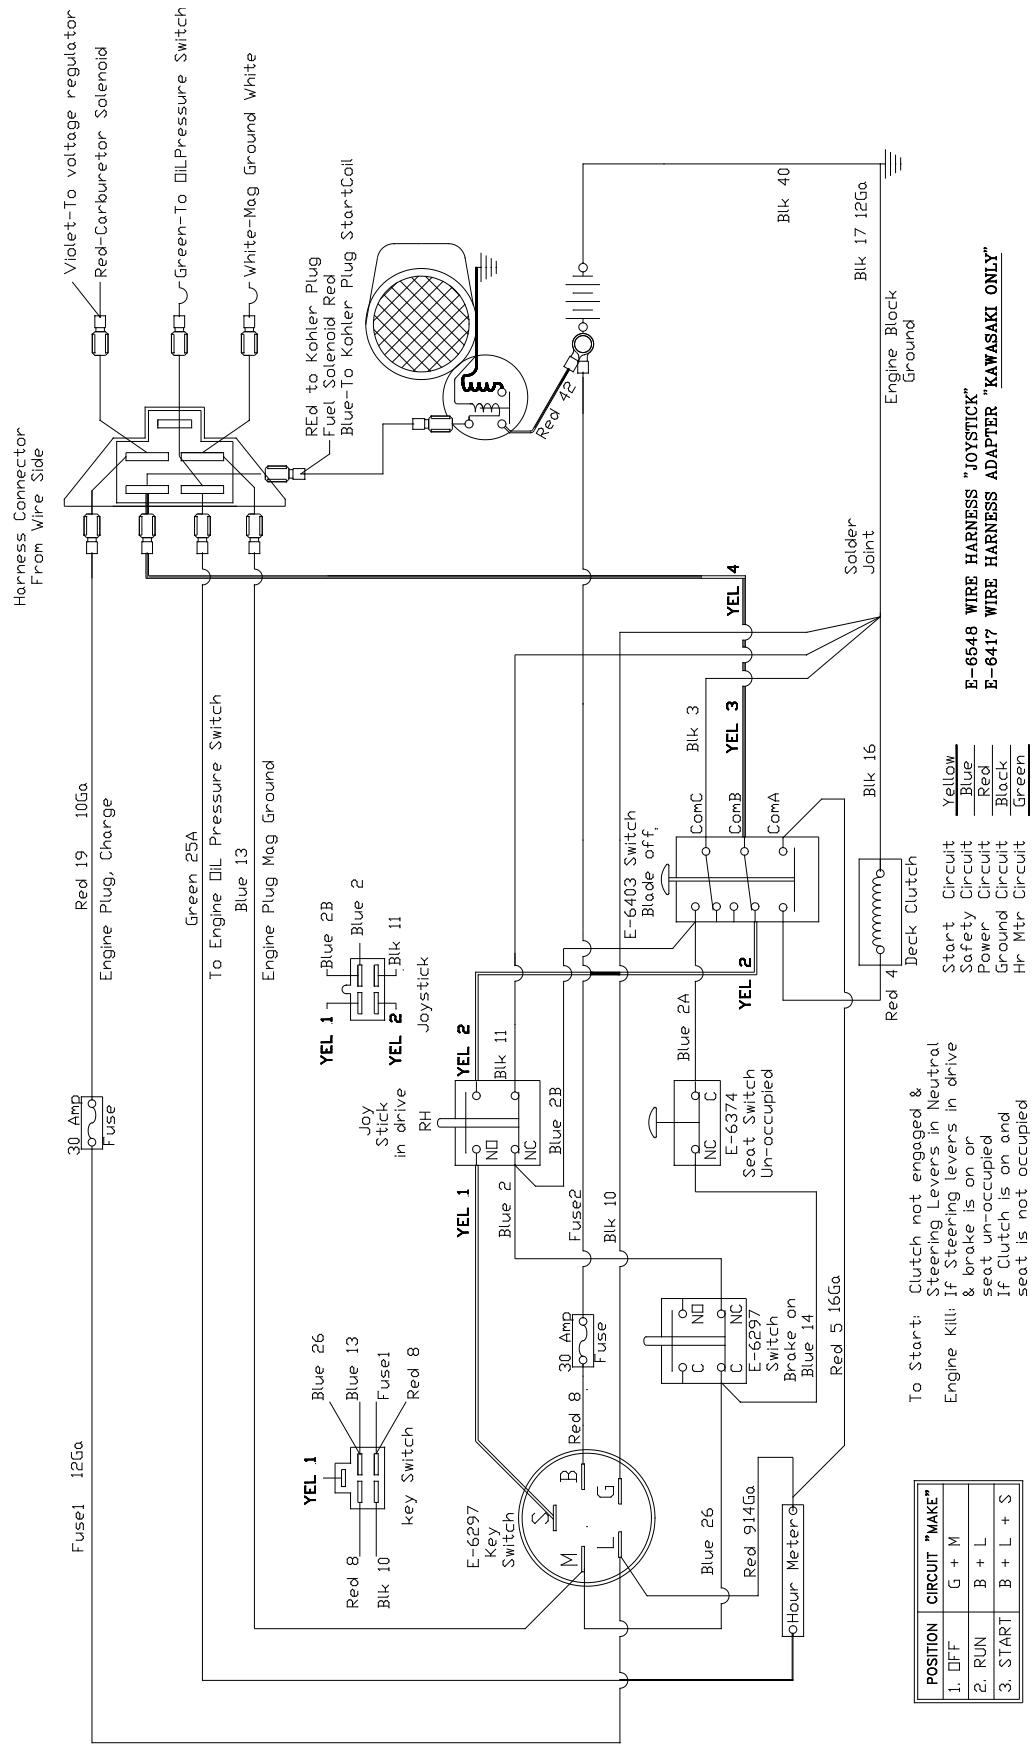 Harness Connector
From Wire Side
Violet-To voltage regulator
Red-Carburetor Solenoid
Green-To OiLPressure Switch
White-Mag Ground White
REd to Kohler Plug
Fuel Solenoid Red
Blue-To Kohler Plug StartCoil
Red 42
Blk 40
Blk 17 12Ga
Engine Block
Ground
Solder
Joint
E-6548 WIRE HARNESS "JOYSTICK"
E-6417 WIRE HARNESS ADAPTER "KAWASAKI ONLY"
Red 19 10Ga
Engine Plug, Charge
Green 25A
To Engine OiL Pressure Switch
Blue 13
Engine Plug Mag Ground
30 Amp
Fuse
Fuse1 12Ga
YEL 1
Blue 2B
Blue 2
YEL 2
Blk 11
Joystick
Joy
Stick
in drive
RH
NO
NC
YEL 2
Blk 11
YEL 1
Blue 2
Blue 2B
YEL 4
YEL 3
Blk 3
E-6403 Switch
Blade off,
ComC
ComB
ComA
YEL 2
Blue 2A
NC
C
E-6374
Seat Switch
Un-occupied
Blk 16
Deck Clutch
Red 4
Fuse2
Blk 10
30 Amp
Fuse
Red 8
C
NO
C
NC
E-6297
Switch
Brake on
Blue 14
Red 5 16Ga
YEL 1
Blue 26
Blue 13
Fuse1
Red 8
Red 8
Blk 10
key Switch
E-6297
Key
Switch
S
B
M
G
L
Blue 26
Red 914Ga
Hour Meter
Start Circuit Yellow
Safety Circuit Blue
Power Circuit Red
Ground Circuit Black
Hr Mtr Circuit Green
To Start: Clutch not engaged &
Steering Levers in Neutral
Engine Kill: If Steering levers in drive
& brake is on or
seat un-occupied
If Clutch is on and
seat is not occupied
POSITION CIRCUIT "MAKE"
1. OFF G + M
2. RUN B + L
3. START B + L + S